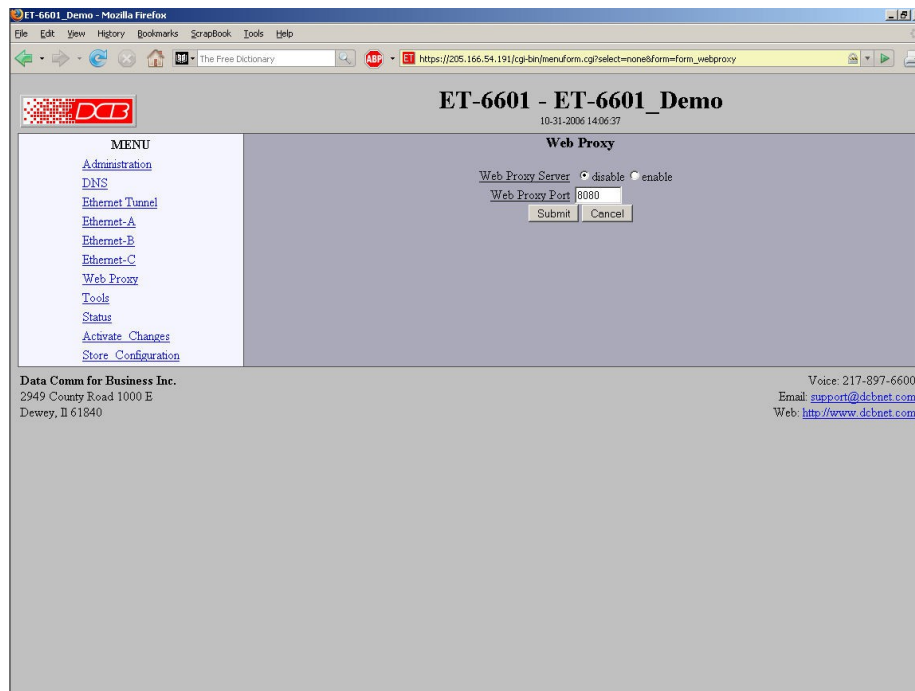 ET-6601_Demo - Mozilla Firefox
File Edit View History Bookmarks ScrapBook Tools Help
The Free Dictionary
ABP
ET https://205.166.54.191/cgi-bin/menuform.cgi?select=none&form=form_webproxy
DCB
ET-6601 - ET-6601_Demo
10-31-2006 14:06:37
MENU
Administration
DNS
Ethernet Tunnel
Ethernet-A
Ethernet-B
Ethernet-C
Web Proxy
Tools
Status
Activate Changes
Store Configuration
Web Proxy
Web Proxy Server disable enable
Web Proxy Port 8080
Submit Cancel
Data Comm for Business Inc.
2949 County Road 1000 E
Dewey, Il 61840
Voice: 217-897-6600
Email: support@dcbnet.com
Web: http://www.dcbnet.com